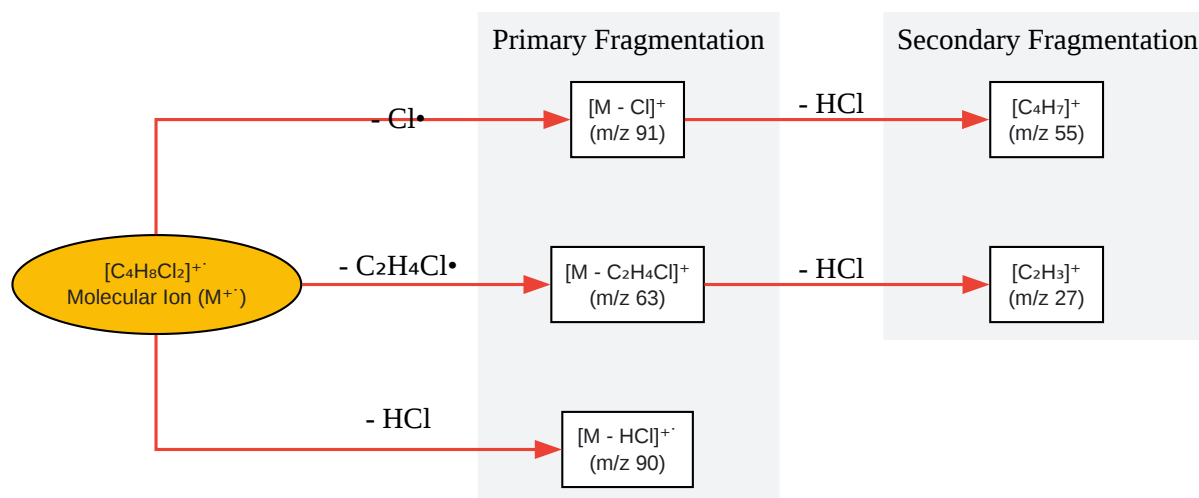 Primary Fragmentation
Secondary Fragmentation
- Cl•
[M - Cl]⁺
(m/z 91)
- HCl
[C₄H₇]⁺
(m/z 55)
[C₄H₈Cl₂]⁺˙
Molecular Ion (M⁺˙)
- C₂H₄Cl•
[M - C₂H₄Cl]⁺
(m/z 63)
- HCl
[C₂H₃]⁺
(m/z 27)
- HCl
[M - HCl]⁺˙
(m/z 90)